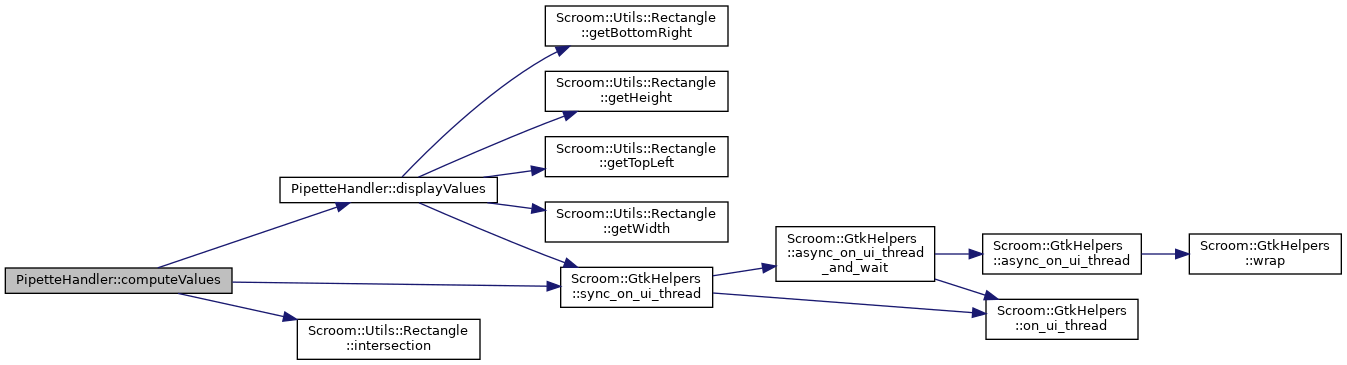 Scroom::Utils::Rectangle
::getBottomRight
Scroom::Utils::Rectangle
::getHeight
Scroom::Utils::Rectangle
::getTopLeft
PipetteHandler::displayValues
Scroom::Utils::Rectangle
::getWidth
Scroom::GtkHelpers
::async_on_ui_thread
_and_wait
Scroom::GtkHelpers
::async_on_ui_thread
Scroom::GtkHelpers
::wrap
PipetteHandler::computeValues
Scroom::GtkHelpers
::sync_on_ui_thread
Scroom::GtkHelpers
::on_ui_thread
Scroom::Utils::Rectangle
::intersection